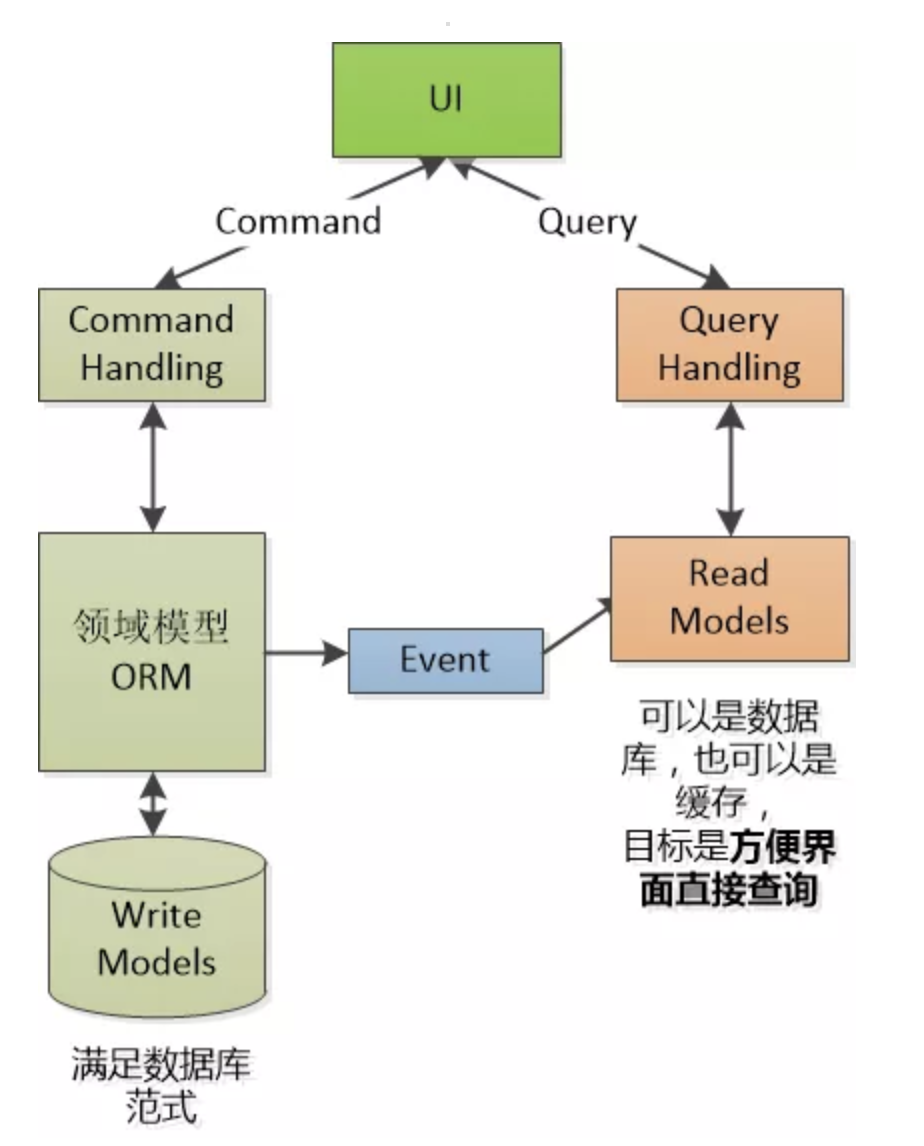 UI
Command
Query
Command
Handling
Query
Handling
领域模型
ORM
Event
Read
Models
可以是数据
库，也可以是
缓存，
目标是方便界
面直接查询
Write
Models
满足数据库
范式